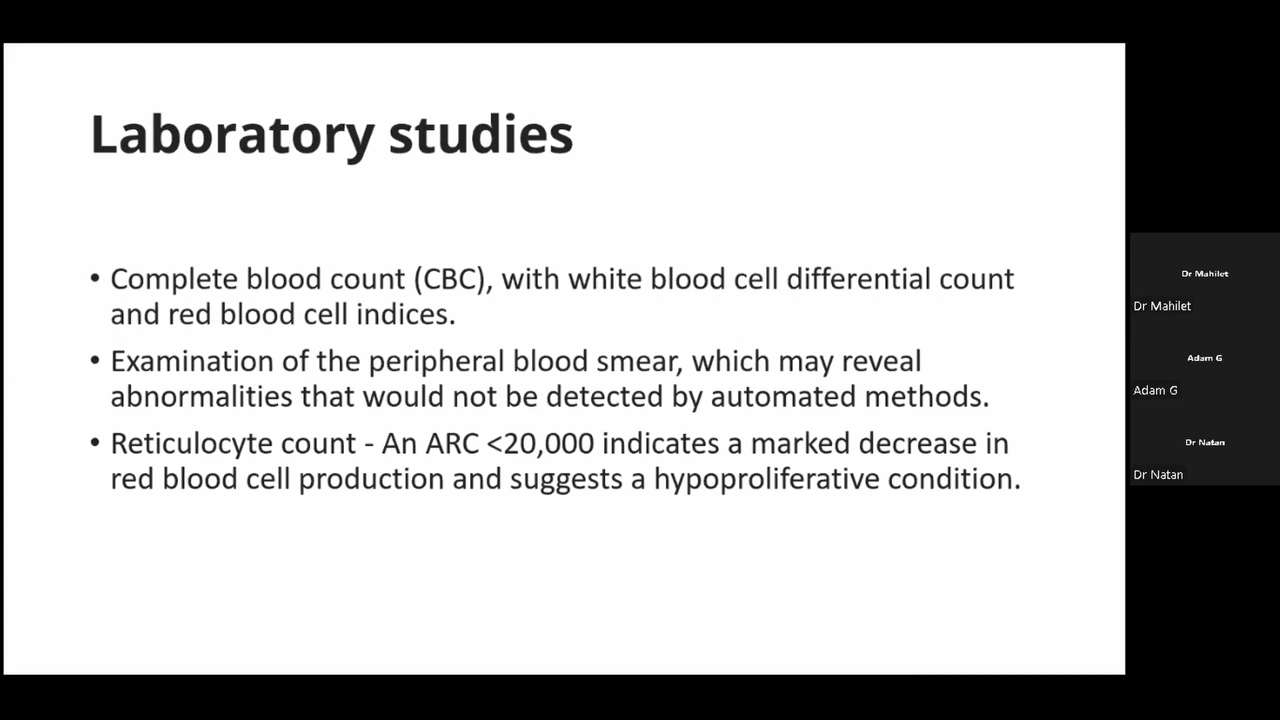 Laboratory studies
• Complete blood count (CBC), with white blood cell differential count
and red blood cell indices.
• Examination of the peripheral blood smear, which may reveal
abnormalities that would not be detected by automated methods.
• Reticulocyte count - An ARC <20,000 indicates a marked decrease in
red blood cell production and suggests a hypoproliferative condition.
Dr Mahilet
Dr Mahilet
Adam G
Adam G
Dr Natan
Dr Natan